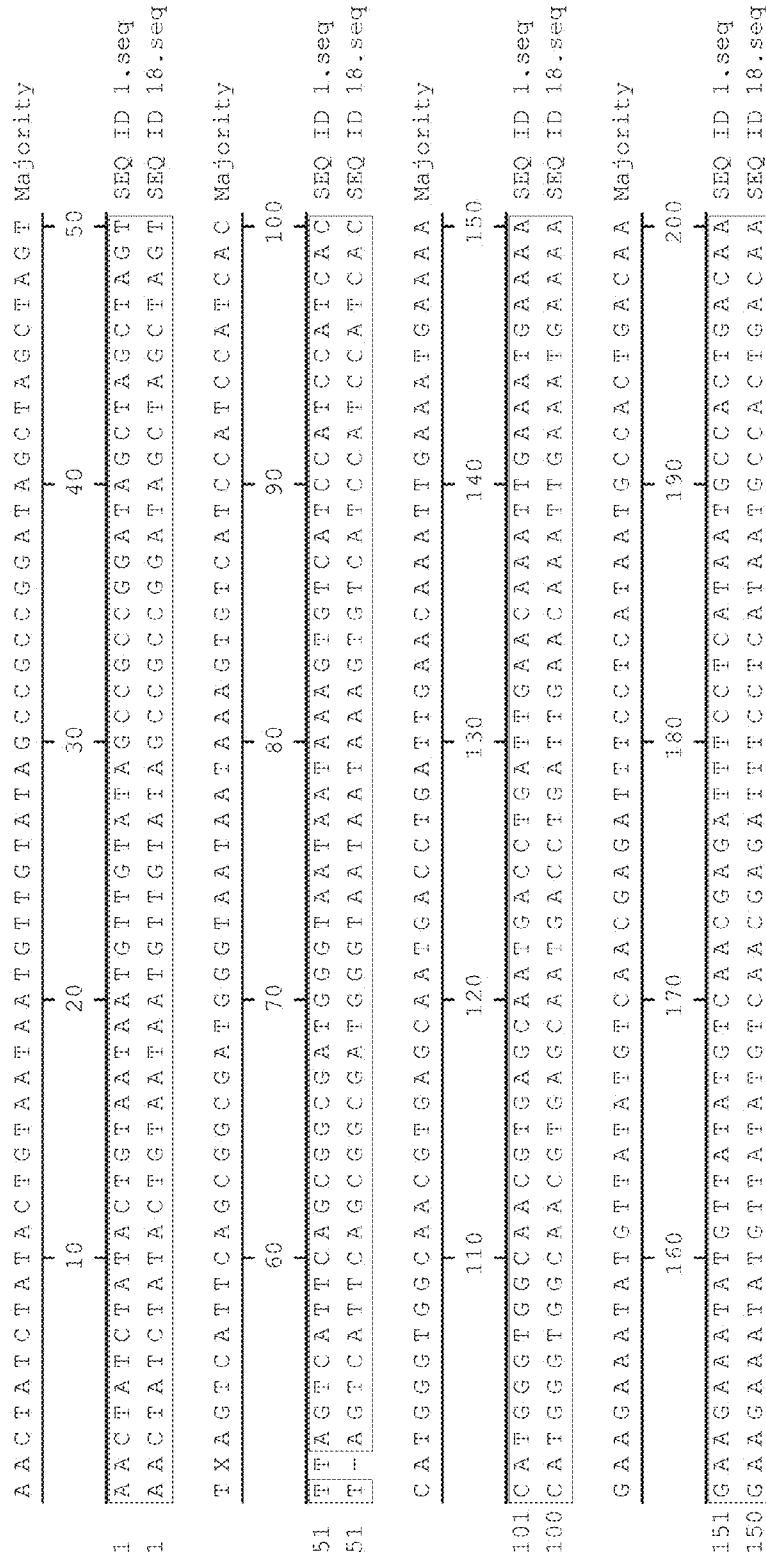 A A C T A T C T A T A C T G T A A T A A T G T T G T A T A G C C G C C G G A T A G C T A G C T A G T Majority
10 20 30 40 50
1 A A C T A T C T A T A C T G T A A T A A T G T T G T A T A G C C G C C G G A T A G C T A G C T A G T SEQ ID 1.seq
1 A A C T A T C T A T A C T G T A A T A A T G T T G T A T A G C C G C C G G A T A G C T A G C T A G T SEQ ID 18.seq
T X A G T C A T T C A G C G G C G A T G G G T A A T A A T A A A G T G T C A T C C A T C C A T C A C Majority
60 70 80 90 100
51 T T A G T C A T T C A G C G G C G A T G G G T A A T A A T A A A G T G T C A T C C A T C C A T C A C SEQ ID 1.seq
51 T - A G T C A T T C A G C G G C G A T G G G T A A T A A T A A A G T G T C A T C C A T C C A T C A C SEQ ID 18.seq
C A T G G G T G G C A A C G T G A G C A A T G A C C T G A T T G A A C A A A T T G A A A T G A A A A Majority
110 120 130 140 150
101 C A T G G G T G G C A A C G T G A G C A A T G A C C T G A T T G A A C A A A T T G A A A T G A A A A SEQ ID 1.seq
100 C A T G G G T G G C A A C G T G A G C A A T G A C C T G A T T G A A C A A A T T G A A A T G A A A A SEQ ID 18.seq
G A A G A A A T A T G T T A T A T G T C A A C G A G A T T T C C T C A T A A T G C C A C T G A C A A Majority
160 170 180 190 200
151 G A A G A A A T A T G T T A T A T G T C A A C G A G A T T T C C T C A T A A T G C C A C T G A C A A SEQ ID 1.seq
150 G A A G A A A T A T G T T A T A T G T C A A C G A G A T T T C C T C A T A A T G C C A C T G A C A A SEQ ID 18.seq